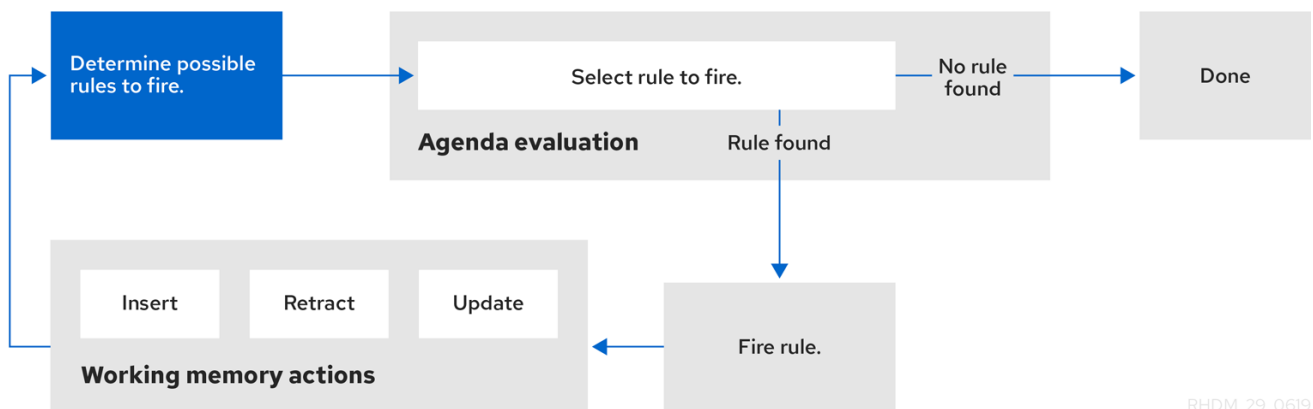 Determine possible
rules to fire.
Select rule to fire.
No rule
found
Done
Agenda evaluation
Rule found
Insert
Retract
Update
Fire rule.
Working memory actions
RHDM_29_0619